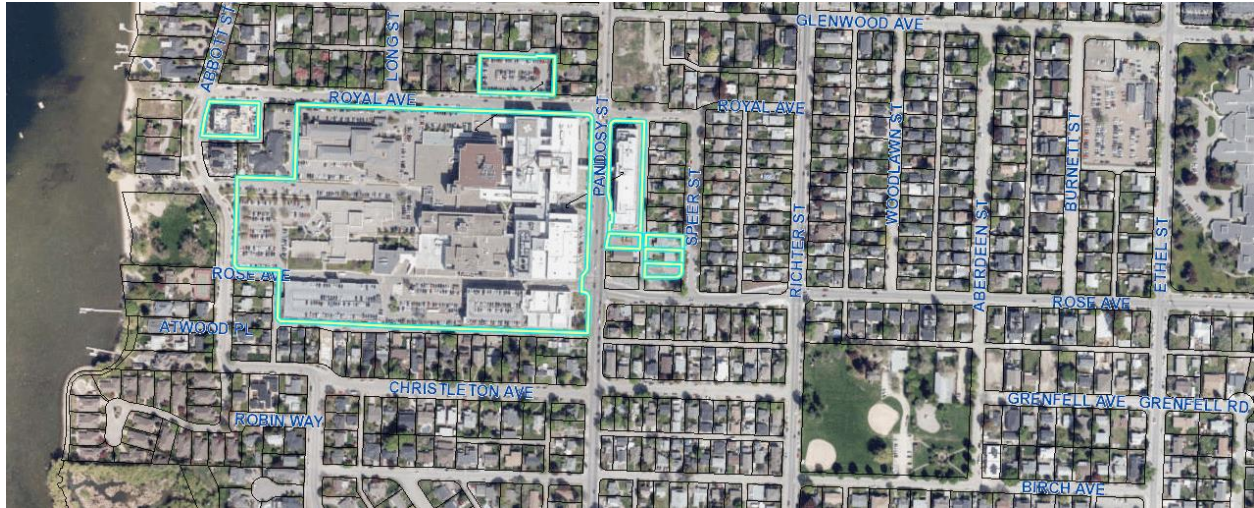 GLENWOOD AVE
ABBOTT ST
LONG ST
ROYAL AVE
ROYAL AVE
PANDOSY ST
SPEER ST
RICHTER ST
WOODLAWN ST
ABERDEEN ST
BURNETT ST
ETHEL ST
ROSE AVE
ROSE AVE
ATWOOD PL
CHRISTLETON AVE
ROBIN WAY
GRENFELL AVE
GRENFELL RD
BIRCH AVE